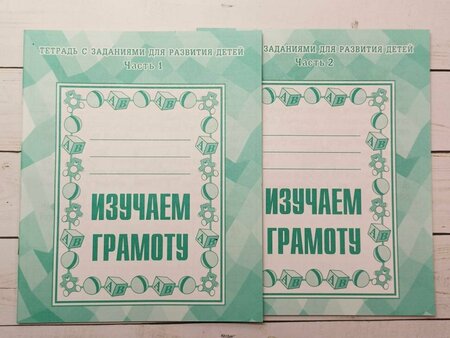 ТЕТРАДЬ С ЗАДАНИЯМИ ДЛЯ РАЗВИТИЯ ДЕТЕЙ
Часть 1
ИЗУЧАЕМ
ГРАМОТУ
ЗАДАНИЯМИ ДЛЯ РАЗВИТИЯ ДЕТЕЙ
Часть 2
ИЗУЧАЕМ
ГРАМОТУ